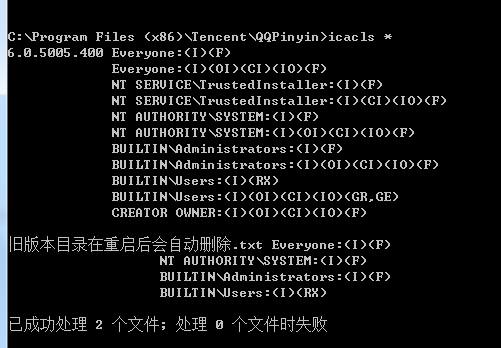 C:\Program Files (x86)\Tencent\QQPinyin>icacls *
6.0.5005.400 Everyone:(I)(F)
Everyone:(I)(OI)(CI)(IO)(F)
NT SERVICE\TrustedInstaller:(I)(F)
NT SERVICE\TrustedInstaller:(I)(CI)(IO)(F)
NT AUTHORITY\SYSTEM:(I)(F)
NT AUTHORITY\SYSTEM:(I)(OI)(CI)(IO)(F)
BUILTIN\Administrators:(I)(F)
BUILTIN\Administrators:(I)(OI)(CI)(IO)(F)
BUILTIN\Users:(I)(RX)
BUILTIN\Users:(I)(OI)(CI)(IO)(GR,GE)
CREATOR OWNER:(I)(OI)(CI)(IO)(F)
旧版本目录在重启后会自动删除.txt Everyone:(I)(F)
NT AUTHORITY\SYSTEM:(I)(F)
BUILTIN\Administrators:(I)(F)
BUILTIN\Users:(I)(RX)
已成功处理 2 个文件; 处理 0 个文件时失败